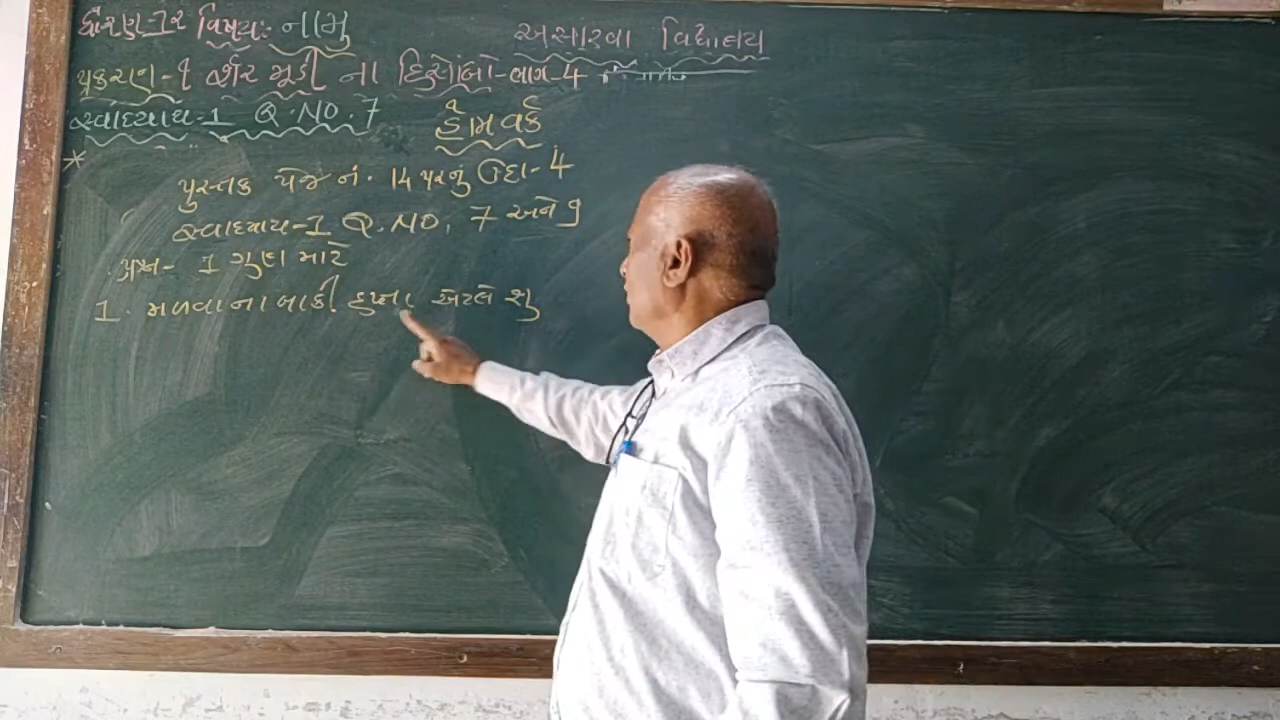 ધોરણ-12 વિષય: નામુ
અસારવા વિદ્યાલય
પ્રકરણ-1 શેર મૂડી ના હિસાબો-ભાગ-4
સ્વાધ્યાય-1 Q.NO.7
હોમવર્ક
* પુસ્તક પેજ નં. 14 પરનું ઉદા-4
સ્વાધ્યાય-1 Q.NO. 7 અને 9
પ્રશ્ન- 1 ગુણ માટે
1. મળવાના બાકી હપ્તા એટલે શુ